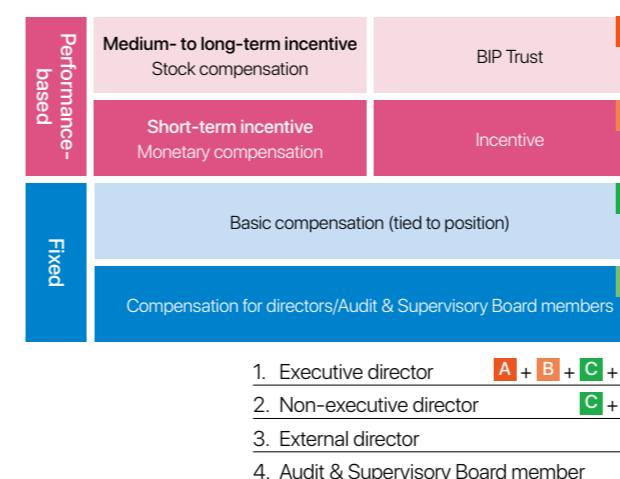 Performance-
based
Medium- to long-term incentive
Stock compensation
BIP Trust
Short-term incentive
Monetary compensation
Incentive
Fixed
Basic compensation (tied to position)
Compensation for directors/Audit & Supervisory Board members
1. Executive director A + B + C +
2. Non-executive director C +
3. External director
4. Audit & Supervisory Board member